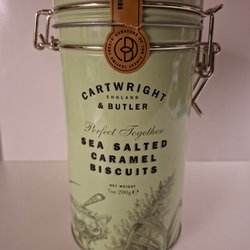 CARTWRIGHT
ENGLAND
& BUTLER
Perfect Together
SEA SALTED
CARAMEL
BISCUITS
NET WEIGHT
7oz 200g